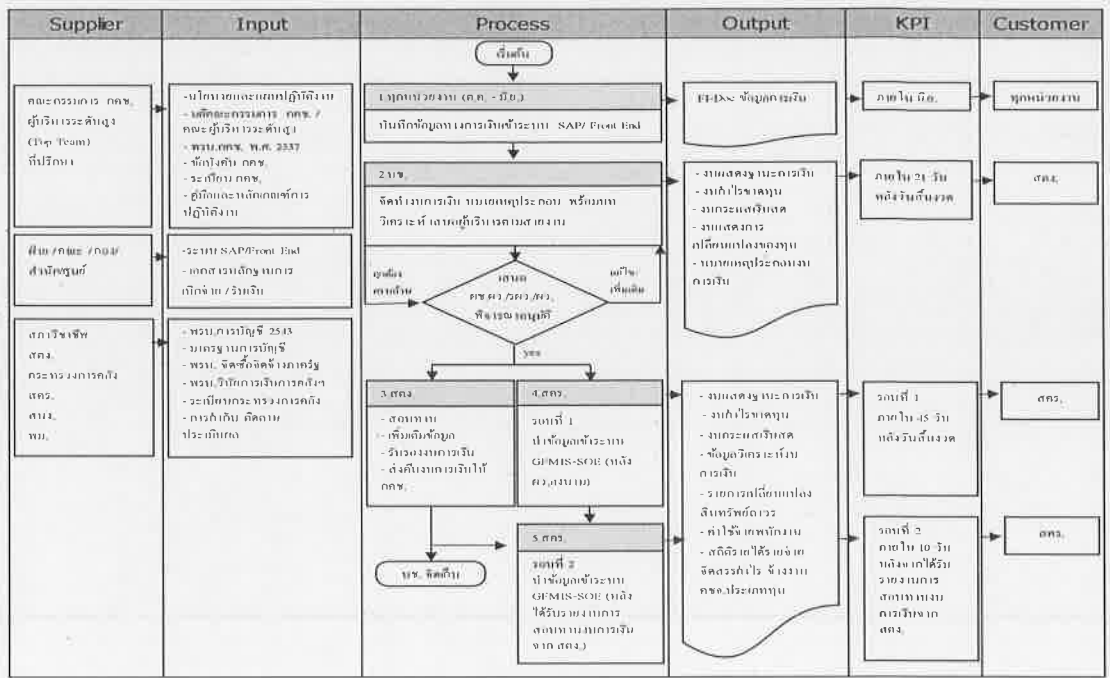 Supplier
Input
Process
Output
KPI
Customer
เริ่มต้น
คณะกรรมการ กคช.
ผู้บริหารระดับสูง
(Top Team)
ที่ปรึกษา
-นโยบายและแผนปฏิบัติงาน
- มติคณะกรรมการ กคช. /
คณะผู้บริหารระดับสูง
- พรบ.กคช. พ.ศ. 2537
- ข้อบังคับ กคช.
- ระเบียบ กคช.
- คู่มือและหลักเกณฑ์การ
ปฏิบัติงาน
1.ทุกหน่วยงาน (ต.ค. - มิ.ย.)
บันทึกข้อมูลทางการเงินเข้าระบบ SAP/ Front End
FI-Doc ข้อมูลการเงิน
ภายใน มิ.ย.
ทุกหน่วยงาน
2.บช.
จัดทำงบการเงิน หมายเหตุประกอบ พร้อมบท
วิเคราะห์ เสนอผู้บริหารตามสายงาน
- งบแสดงฐานะการเงิน
- งบกำไรขาดทุน
- งบกระแสเงินสด
- งบแสดงการ
เปลี่ยนแปลงของทุน
- หมายเหตุประกอบงบ
การเงิน
ภายใน 21 วัน
หลังวันสิ้นงวด
สตง.
ฝ่าย /คณะ /กอง/
สำนัก/ศูนย์
-ระบบ SAP/Front End
- เอกสารหลักฐานการ
เบิกจ่าย / รับเงิน
ถูกต้อง
ครบถ้วน
เสนอ
ผช.ผว./รผว./ผว.
พิจารณาอนุมัติ
แก้ไข/
เพิ่มเติม
yes
สภาวิชาชีพ
สตง.
กระทรวงการคลัง
สคร.
สนง.
พม.
- พรบ.การบัญชี 2543
- มาตรฐานการบัญชี
- พรบ. จัดซื้อจัดจ้างภาครัฐ
- พรบ.วินัยการเงินการคลังฯ
- ระเบียบกระทรวงการคลัง
- การกำกับ ติดตาม
ประเมินผล
3.สตง.
- สอบทาน
- เพิ่มเติมข้อมูล
- รับรองงบการเงิน
- ส่งคืนงบการเงินให้
กคช.
4.สคร.
รอบที่ 1
นำข้อมูลเข้าระบบ
GFMIS-SOE (หลัง
ผว.ลงนาม)
- งบแสดงฐานะการเงิน
- งบกำไรขาดทุน
- งบกระแสเงินสด
- ข้อมูลวิเคราะห์งบ
การเงิน
- รายการเปลี่ยนแปลง
สินทรัพย์ถาวร
- ค่าใช้จ่ายพนักงาน
- สถิติรายได้รายจ่าย
จัดสรรกำไร จ้างงาน
รอบที่ 1
ภายใน 45 วัน
หลังวันสิ้นงวด
สคร.
5.สคร.
รอบที่ 2
นำข้อมูลเข้าระบบ
GFMIS-SOE (หลัง
ได้รับรายงานการ
สอบทานงบการเงิน
จาก สตง.)
บช. จัดเก็บ
รอบที่ 2
ภายใน 10 วัน
หลังจากได้รับ
รายงานการ
สอบทานงบ
การเงินจาก
สตง.
สคร.